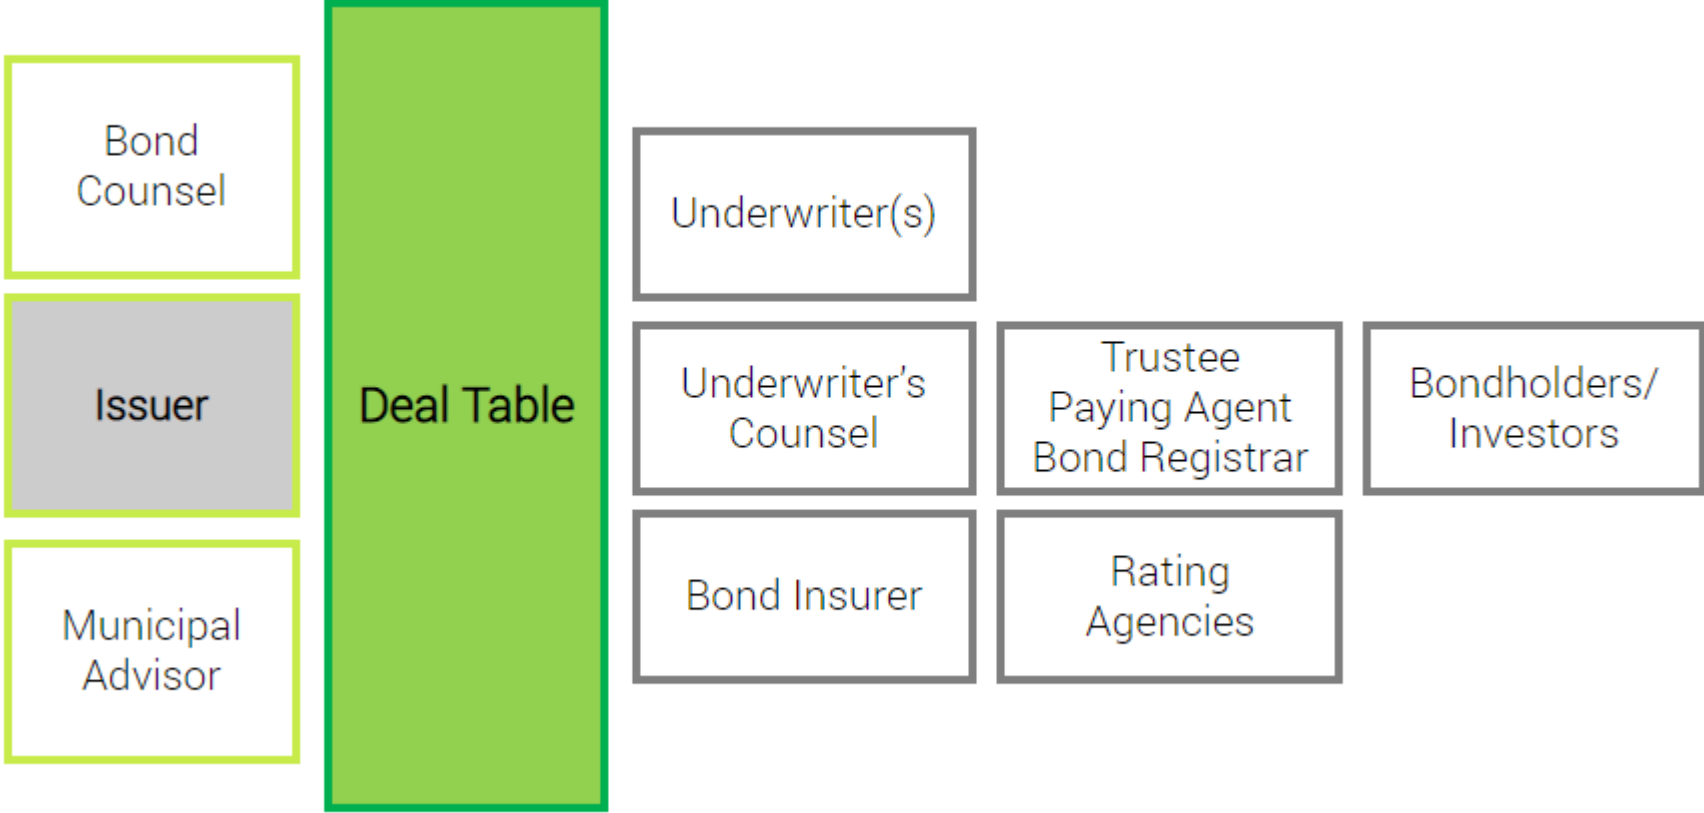 Bond
Counsel
Issuer
Municipal
Advisor
Deal Table
Underwriter(s)
Underwriter's
Counsel
Bond Insurer
Trustee
Paying Agent
Bond Registrar
Rating
Agencies
Bondholders/
Investors